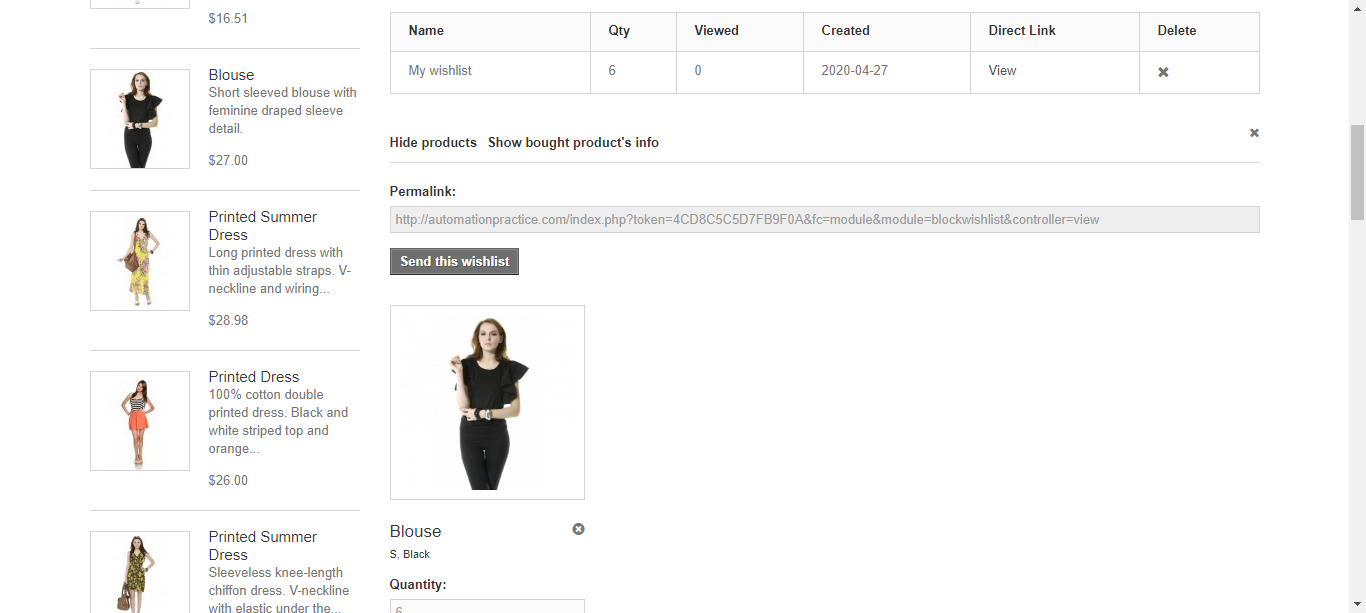 $16.51
Blouse
Short sleeved blouse with
feminine draped sleeve
detail.
$27.00
Printed Summer
Dress
Long printed dress with
thin adjustable straps. V-
neckline and wiring...
$28.98
Printed Dress
100% cotton double
printed dress. Black and
white striped top and
orange...
$26.00
Printed Summer
Dress
Sleeveless knee-length
chiffon dress. V-neckline
with elastic under the...
Name Qty Viewed Created Direct Link Delete
My wishlist 6 0 2020-04-27 View
Hide products Show bought product's info
Permalink:
http://automationpractice.com/index.php?token=4CD8C5C5D7FB9F0A&fc=module&module=blockwishlist&controller=view
Send this wishlist
Blouse
S, Black
Quantity:
6